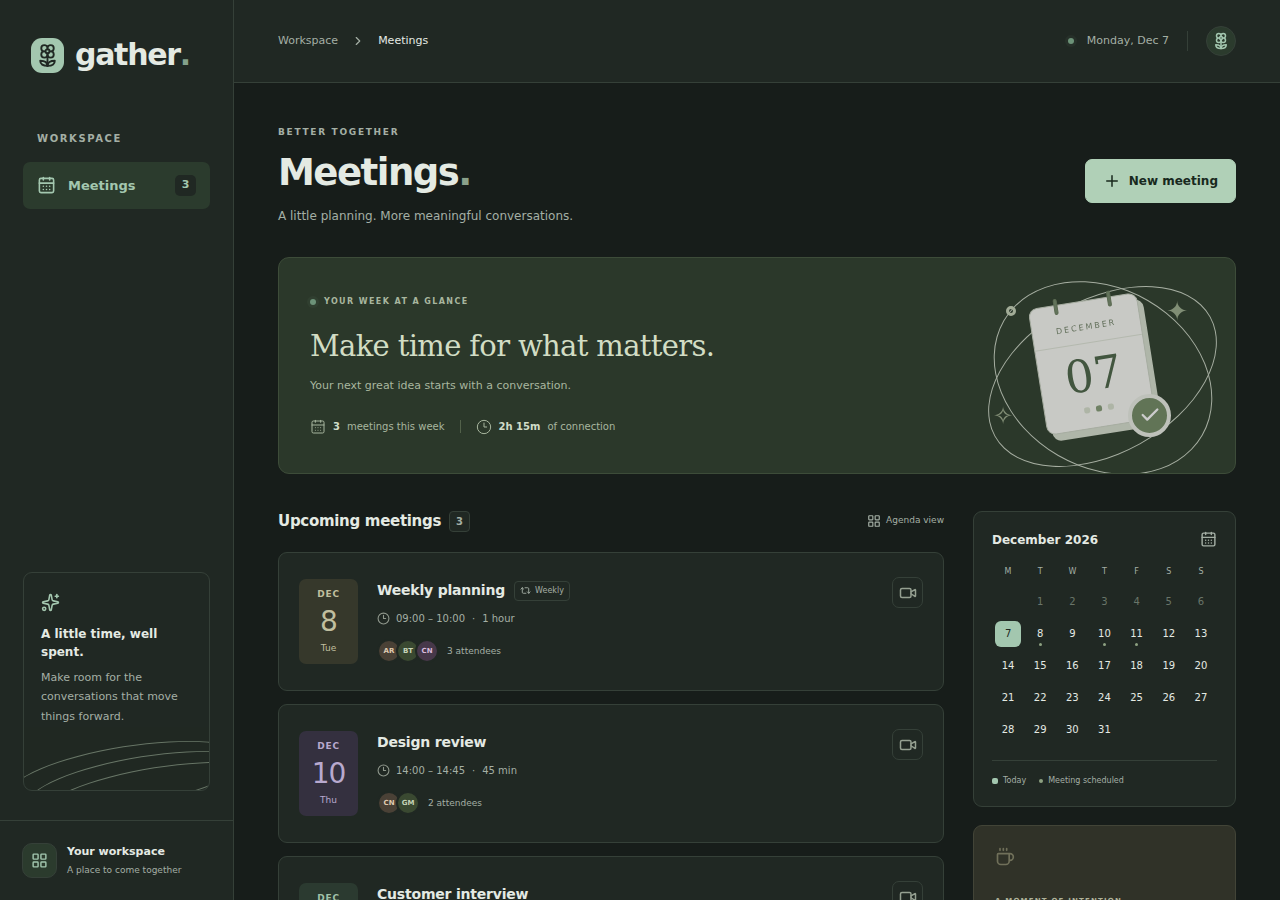 gather.
WORKSPACE
Meetings 3
A little time, well
spent.
Make room for the
conversations that move
things forward.
Your workspace
A place to come together
Workspace > Meetings
Monday, Dec 7
BETTER TOGETHER
Meetings.
A little planning. More meaningful conversations.
New meeting
YOUR WEEK AT A GLANCE
Make time for what matters.
Your next great idea starts with a conversation.
3 meetings this week
2h 15m of connection
DECEMBER
07
Upcoming meetings 3
Agenda view
DEC
8
Tue
Weekly planning Weekly
09:00 – 10:00 · 1 hour
AR BT CN 3 attendees
DEC
10
Thu
Design review
14:00 – 14:45 · 45 min
CN GM 2 attendees
DEC
Customer interview
December 2026
M T W T F S S
1 2 3 4 5 6
7 8 9 10 11 12 13
14 15 16 17 18 19 20
21 22 23 24 25 26 27
28 29 30 31
Today Meeting scheduled
A MOMENT OF INTENTION